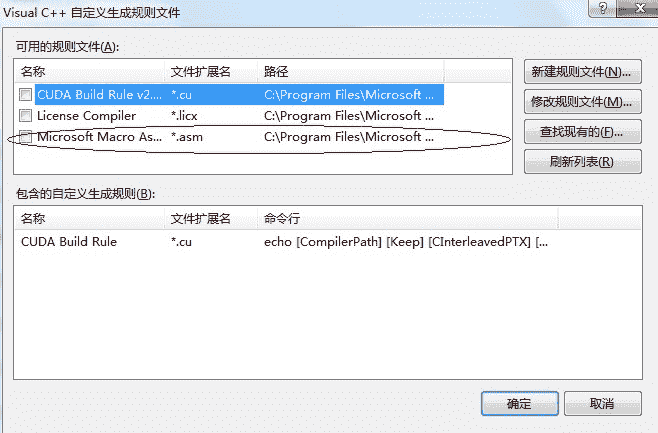 Visual C++ 自定义生成规则文件
可用的规则文件(A):
名称 文件扩展名 路径
CUDA Build Rule v2.... *.cu C:\Program Files\Microsoft ...
License Compiler *.licx C:\Program Files\Microsoft ...
Microsoft Macro As... *.asm C:\Program Files\Microsoft ...
新建规则文件(N)...
修改规则文件(M)...
查找现有的(F)...
刷新列表(R)
包含的自定义生成规则(B):
名称 文件扩展名 命令行
CUDA Build Rule *.cu echo [CompilerPath] [Keep] [CInterleavedPTX] [...
确定
取消